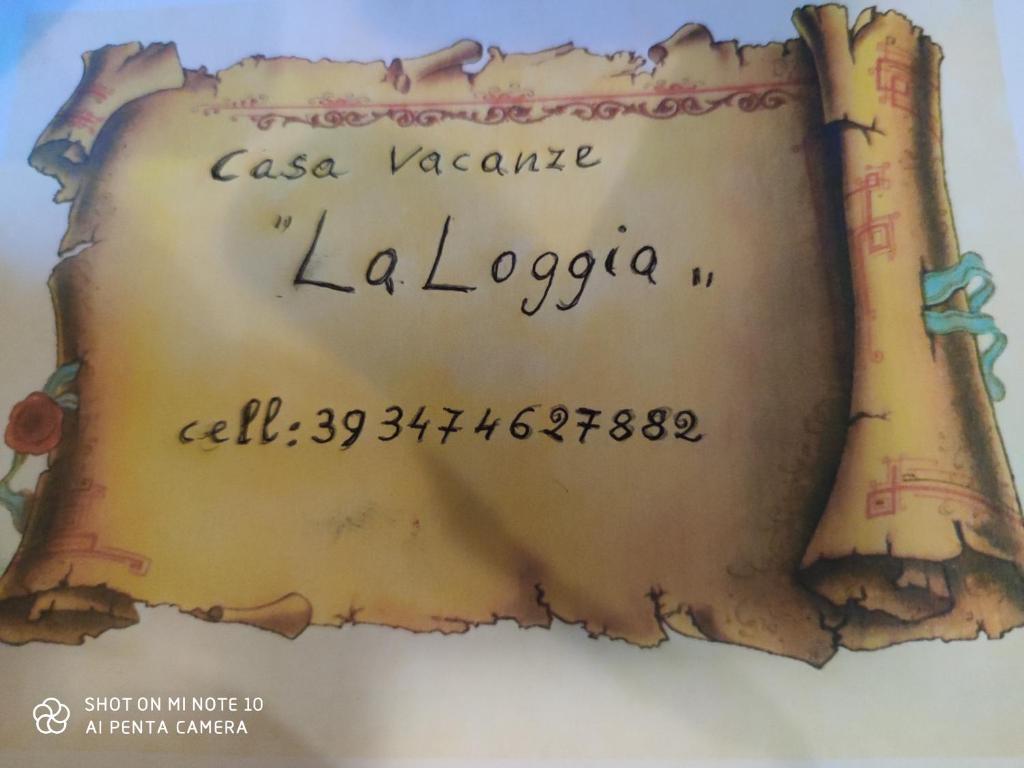 Casa Vacanze
"La Loggia „
cell: 393474627882
SHOT ON MI NOTE 10
AI PENTA CAMERA